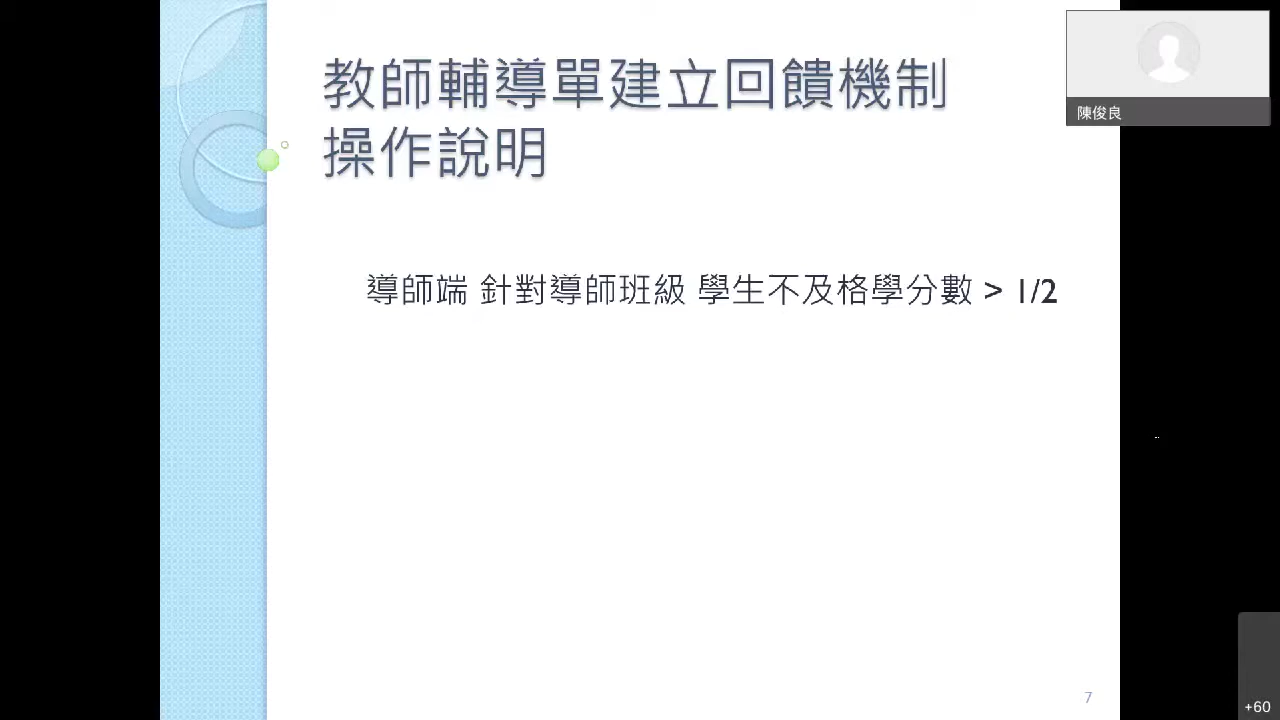 教師輔導單建立回饋機制
操作說明
陳俊良
導師端 針對導師班級 學生不及格學分數 > 1/2
7
+60